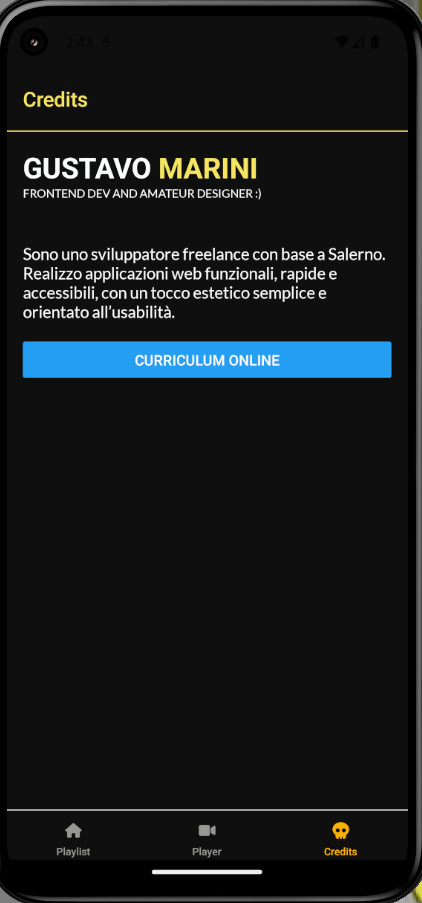 2:43
Credits
GUSTAVO MARINI
FRONTEND DEV AND AMATEUR DESIGNER :)
Sono uno sviluppatore freelance con base a Salerno.
Realizzo applicazioni web funzionali, rapide e
accessibili, con un tocco estetico semplice e
orientato all'usabilità.
CURRICULUM ONLINE
Playlist Player Credits